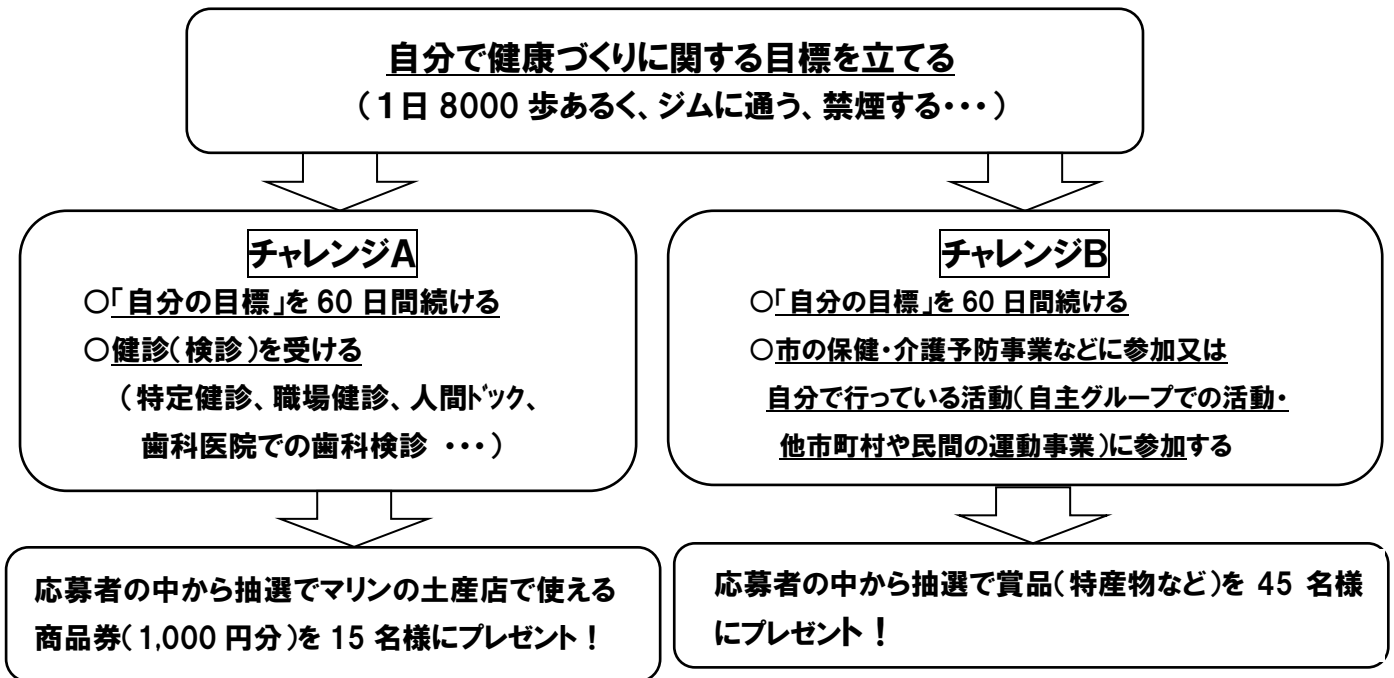 自分で健康づくりに関する目標を立てる
（１日 8000 歩あるく、ジムに通う、禁煙する・・・）
チャレンジA
○「自分の目標」を 60 日間続ける
○健診（検診）を受ける
（特定健診、職場健診、人間ﾄﾞｯｸ、
歯科医院での歯科検診 ・・・）
チャレンジB
○「自分の目標」を 60 日間続ける
○市の保健・介護予防事業などに参加又は
自分で行っている活動（自主グループでの活動・
他市町村や民間の運動事業）に参加する
応募者の中から抽選でマリンの土産店で使える
商品券（1,000 円分）を 15 名様にプレゼント！
応募者の中から抽選で賞品（特産物など）を 45 名様
にプレゼント！